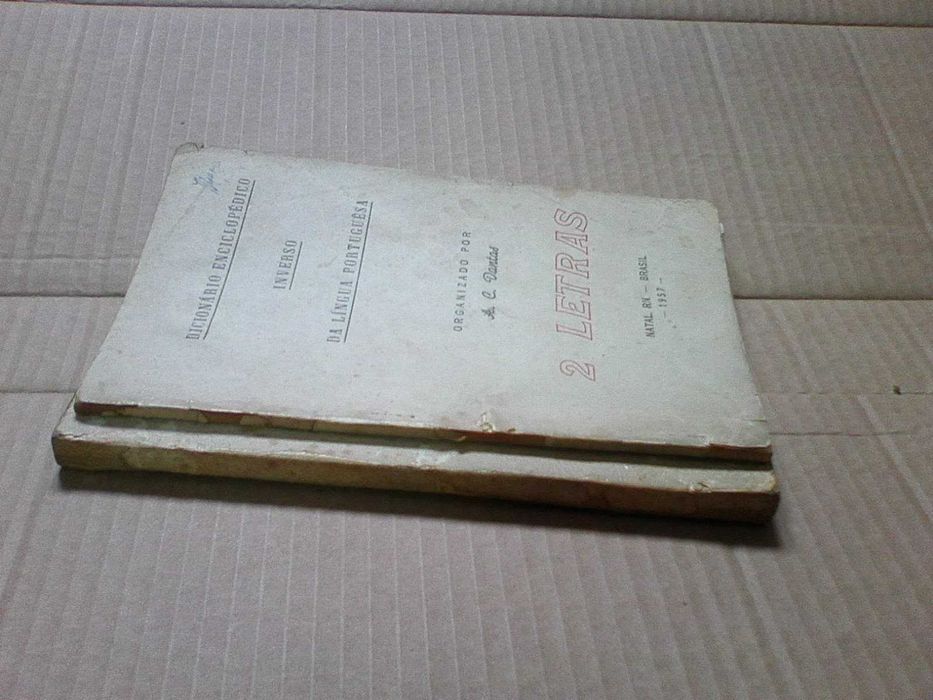 DICIONÁRIO ENCICLOPÉDICO
INVERSO
DA LÍNGUA PORTUGUÊSA
ORGANIZADO POR
A. C. Dantas
2 LETRAS
NATAL RN. — BRASIL
— 1957 —